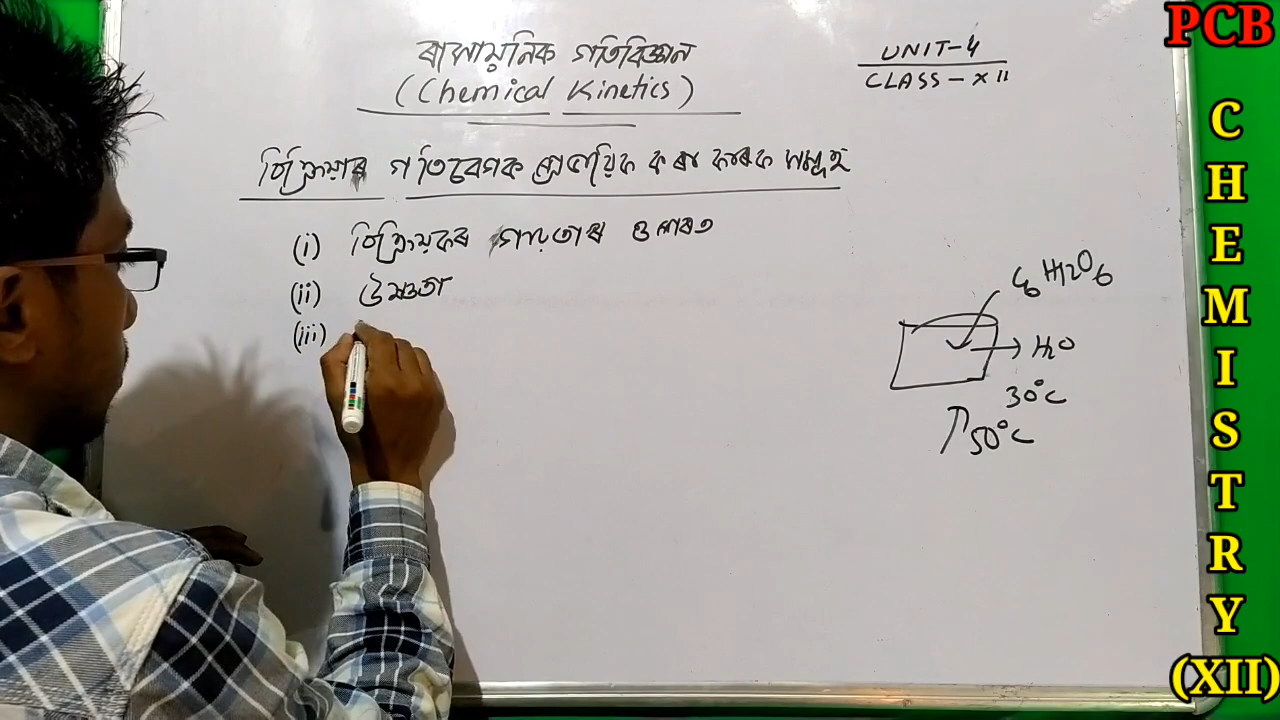 ৰাসায়নিক গতিবিজ্ঞান
(Chemical Kinetics)
UNIT-4
CLASS-XII
বিক্ৰিয়াৰ গতিবেগক প্ৰভাৱিত কৰা কাৰক সমূহ
(i) বিক্ৰিয়কৰ গাঢ়তাৰ ওপৰত
(ii) উষ্ণতা
(iii)
C6H12O6
H2O
30°C
50°C
PCB
CHEMISTRY
(XII)